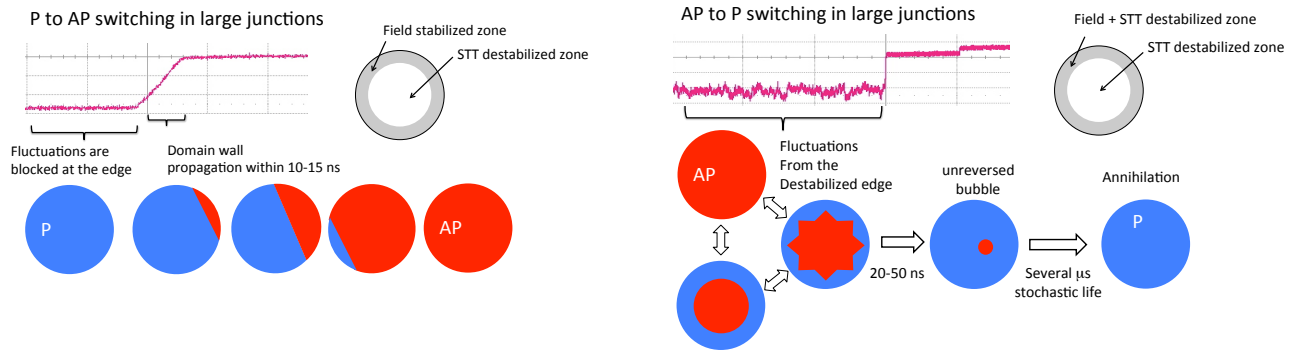 P to AP switching in large junctions
Field stabilized zone
STT destabilized zone
Fluctuations are
blocked at the edge
Domain wall
propagation within 10-15 ns
P
AP
AP to P switching in large junctions
Field + STT destabilized zone
STT destabilized zone
Fluctuations
From the
Destabilized edge
AP
unreversed
bubble
Annihilation
P
20-50 ns
Several μs
stochastic life